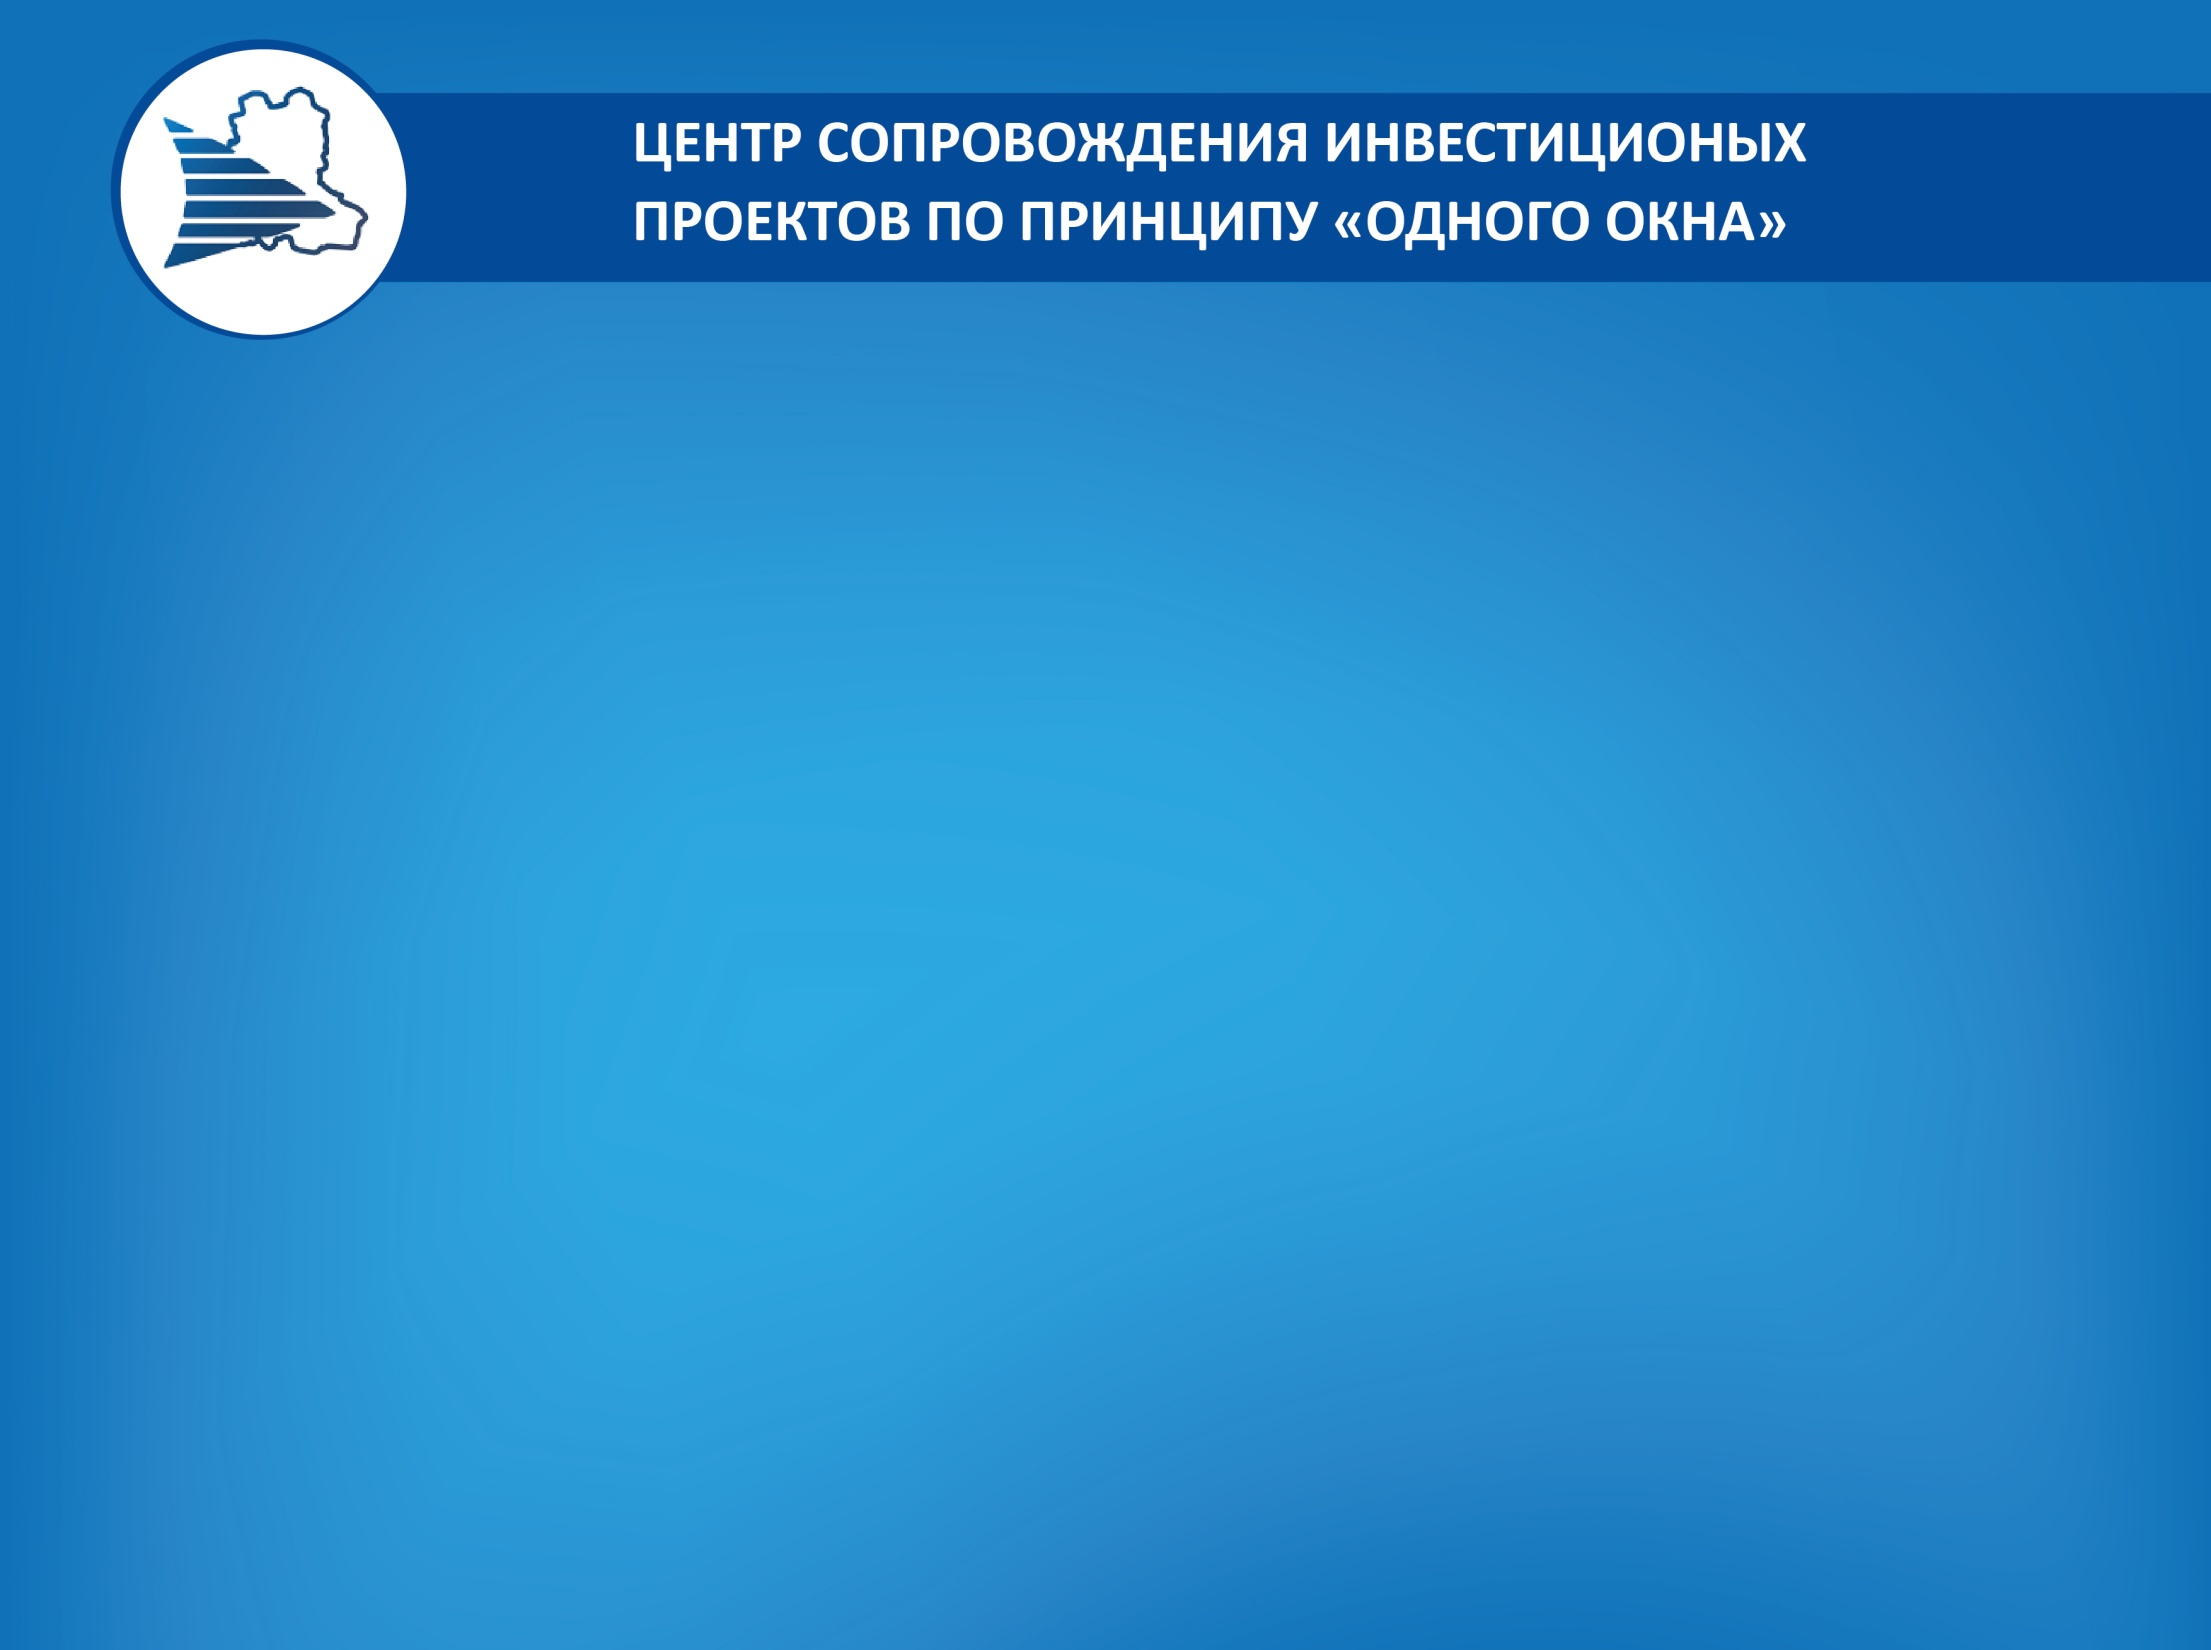 ЦЕНТР СОПРОВОЖДЕНИЯ ИНВЕСТИЦИОНЫХ
ПРОЕКТОВ ПО ПРИНЦИПУ «ОДНОГО ОКНА»